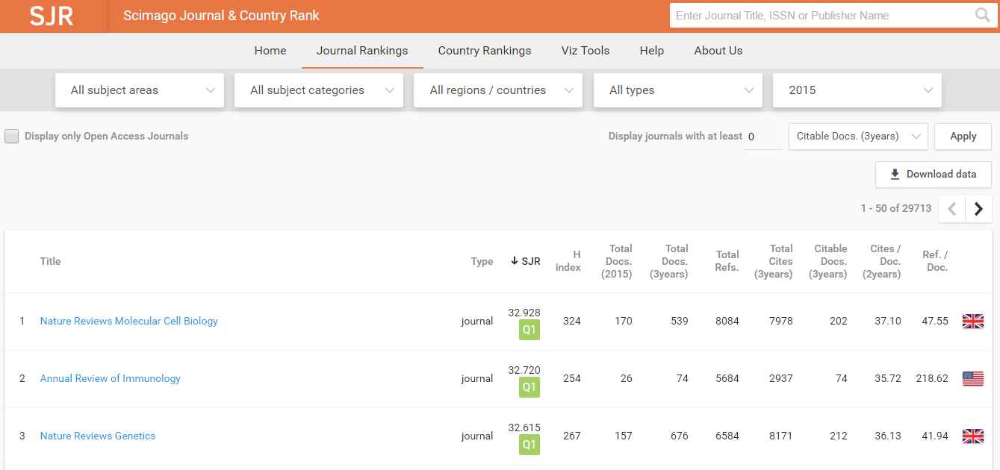 SJR Scimago Journal & Country Rank Enter Journal Title, ISSN or Publisher Name
Home Journal Rankings Country Rankings Viz Tools Help About Us
All subject areas All subject categories All regions / countries All types 2015
Display only Open Access Journals Display journals with at least 0 Citable Docs. (3years) Apply
Download data
1 - 50 of 29713
Title Type SJR H index Total Docs. (2015) Total Docs. (3years) Total Refs. Total Cites (3years) Citable Docs. (3years) Cites / Doc. (2years) Ref. / Doc.
1 Nature Reviews Molecular Cell Biology journal 32.928 Q1 324 170 539 8084 7978 202 37.10 47.55
2 Annual Review of Immunology journal 32.720 Q1 254 26 74 5684 2937 74 35.72 218.62
3 Nature Reviews Genetics journal 32.615 Q1 267 157 676 6584 8171 212 36.13 41.94